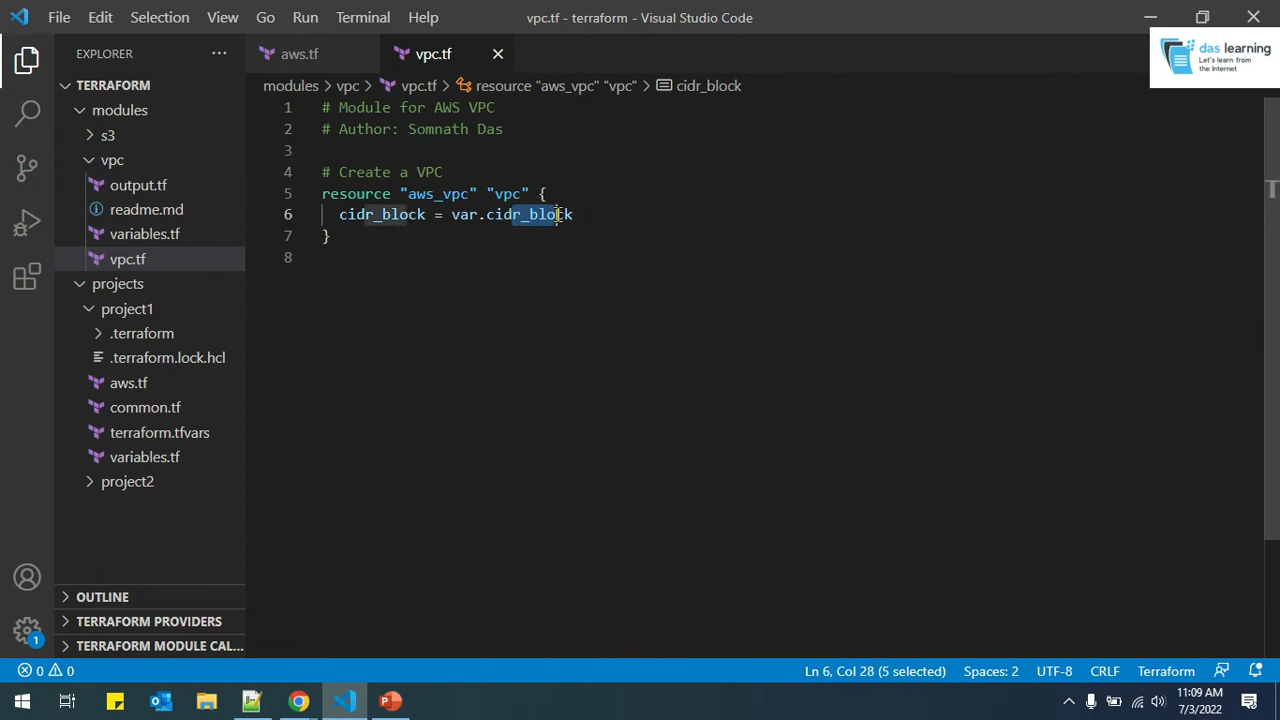 File Edit Selection View Go Run Terminal Help
vpc.tf - terraform - Visual Studio Code
das learning
Let's learn from
the Internet
EXPLORER
aws.tf
vpc.tf
modules > vpc > vpc.tf > resource "aws_vpc" "vpc" > cidr_block
TERRAFORM
modules
s3
vpc
output.tf
readme.md
variables.tf
vpc.tf
projects
project1
.terraform
.terraform.lock.hcl
aws.tf
common.tf
terraform.tfvars
variables.tf
project2
OUTLINE
TERRAFORM PROVIDERS
TERRAFORM MODULE CAL...
1 # Module for AWS VPC
2 # Author: Somnath Das
3
4 # Create a VPC
5 resource "aws_vpc" "vpc" {
6 cidr_block = var.cidr_block
7 }
8
1
0 0
Ln 6, Col 28 (5 selected) Spaces: 2 UTF-8 CRLF Terraform
11:09 AM
7/3/2022